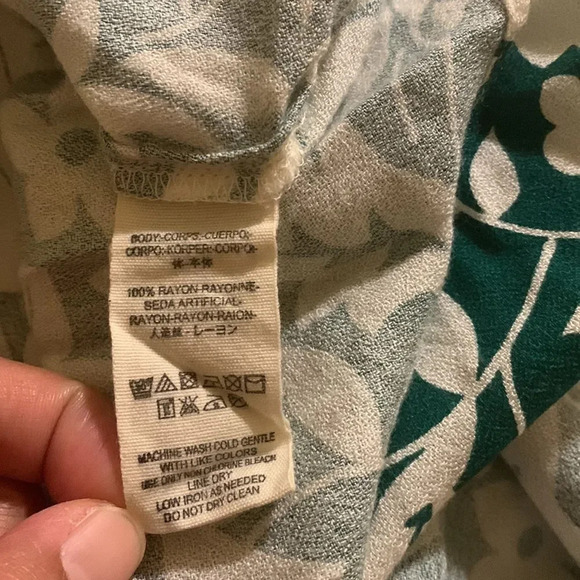 BODY-CORPS-CUERPO-
CORPO-KÖRPER-CORPO-
100% RAYON-RAYONNE-
SEDA ARTIFICIAL-
RAYON-RAYON-RAION-
人造丝 - レーヨン
MACHINE WASH COLD GENTLE
WITH LIKE COLORS
USE ONLY NON CHLORINE BLEACH
LINE DRY
LOW IRON AS NEEDED
DO NOT DRY CLEAN